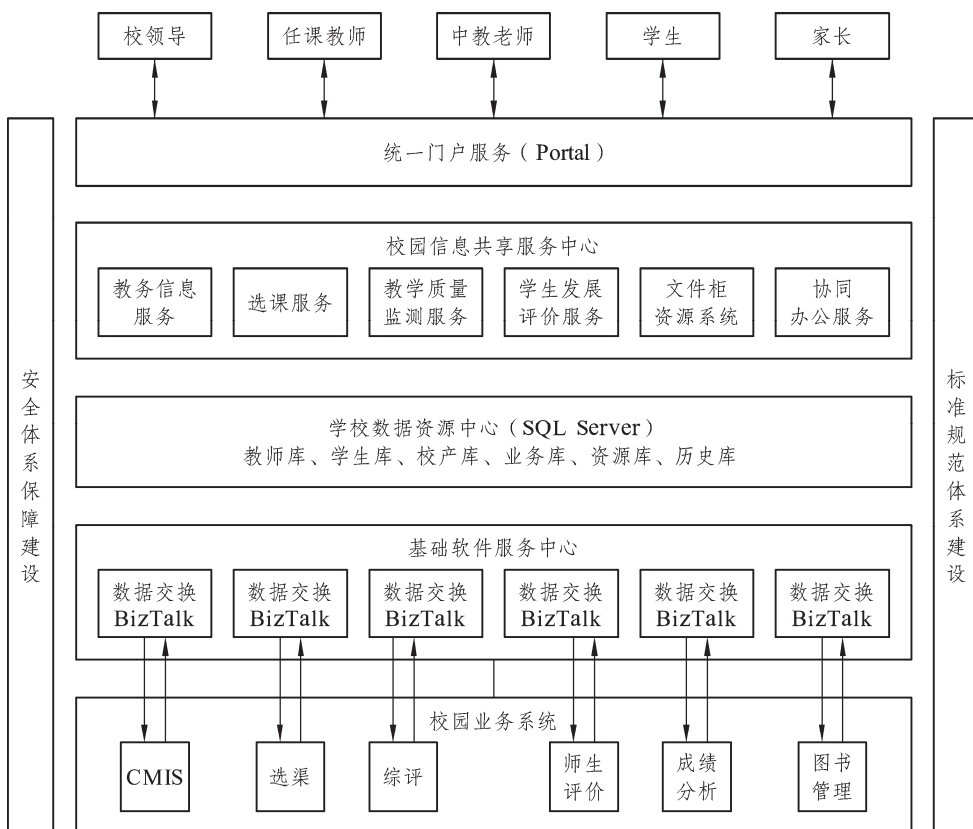 校领导
任课教师
中教老师
学生
家长
统一门户服务（Portal）
校园信息共享服务中心
教务信息
服务
选课服务
教学质量
监测服务
学生发展
评价服务
文件柜
资源系统
协同
办公服务
安全体系保障建设
标准规范体系建设
学校数据资源中心（SQL Server）
教师库、学生库、校产库、业务库、资源库、历史库
基础软件服务中心
数据交换
BizTalk
数据交换
BizTalk
数据交换
BizTalk
数据交换
BizTalk
数据交换
BizTalk
数据交换
BizTalk
校园业务系统
CMIS
选渠
综评
师生
评价
成绩
分析
图书
管理